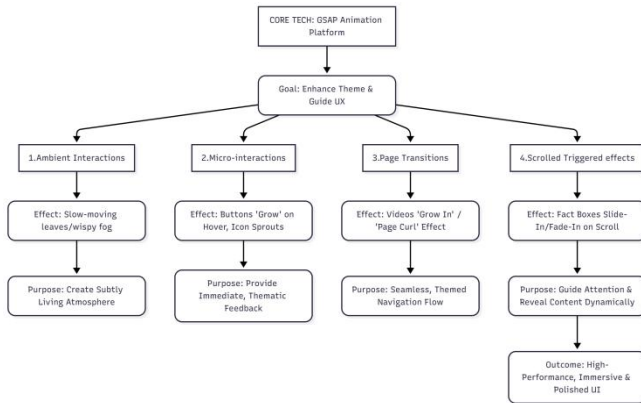 CORE TECH: GSAP Animation
Platform
Goal: Enhance Theme &
Guide UX
1.Ambient Interactions
2.Micro-interactions
3.Page Transitions
4.Scrolled Triggered effects
Effect: Slow-moving
leaves/wispy fog
Effect: Buttons 'Grow' on
Hover, Icon Sprouts
Effect: Videos 'Grow In' /
'Page Curl' Effect
Effect: Fact Boxes Slide-
In/Fade-In on Scroll
Purpose: Create Subtly
Living Atmosphere
Purpose: Provide
Immediate, Thematic
Feedback
Purpose: Seamless, Themed
Navigation Flow
Purpose: Guide Attention
& Reveal Content Dynamically
Outcome: High-
Performance, Immersive &
Polished UI